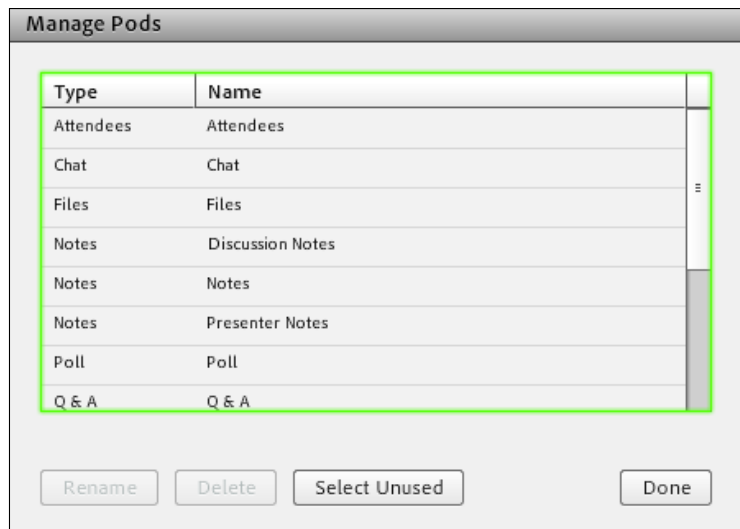 Manage Pods
Type Name
Attendees Attendees
Chat Chat
Files Files
Notes Discussion Notes
Notes Notes
Notes Presenter Notes
Poll Poll
Q & A Q & A
Rename Delete Select Unused Done